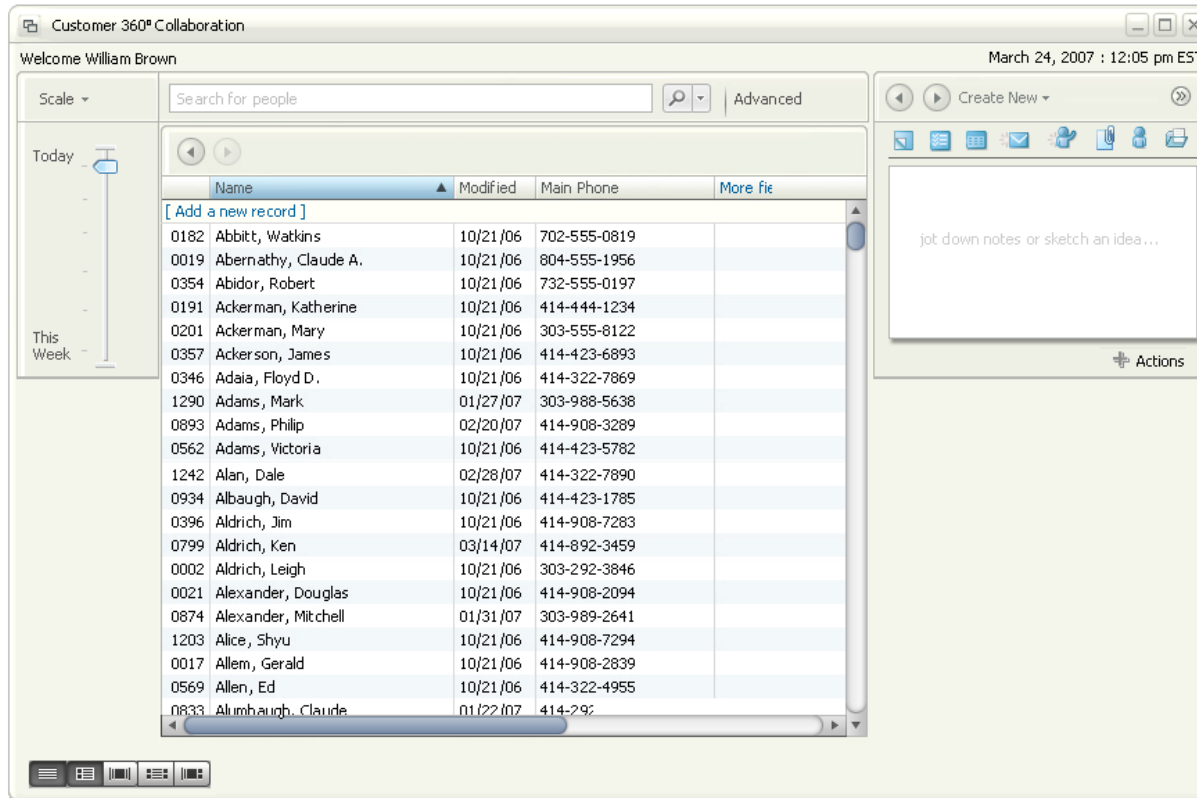 Customer 360° Collaboration
Welcome William Brown
March 24, 2007 : 12:05 pm EST
Scale
Search for people
Advanced
Create New
Today
This
Week
Name Modified Main Phone More fie
[ Add a new record ]
0182 Abbitt, Watkins 10/21/06 702-555-0819
0019 Abernathy, Claude A. 10/21/06 804-555-1956
0354 Abidor, Robert 10/21/06 732-555-0197
0191 Ackerman, Katherine 10/21/06 414-444-1234
0201 Ackerman, Mary 10/21/06 303-555-8122
0357 Ackerson, James 10/21/06 414-423-6893
0346 Adaia, Floyd D. 10/21/06 414-322-7869
1290 Adams, Mark 01/27/07 303-988-5638
0893 Adams, Philip 02/20/07 414-908-3289
0562 Adams, Victoria 10/21/06 414-423-5782
1242 Alan, Dale 02/28/07 414-322-7890
0934 Albaugh, David 10/21/06 414-423-1785
0396 Aldrich, Jim 10/21/06 414-908-7283
0799 Aldrich, Ken 03/14/07 414-892-3459
0002 Aldrich, Leigh 10/21/06 303-292-3846
0021 Alexander, Douglas 10/21/06 414-908-2094
0874 Alexander, Mitchell 01/31/07 303-989-2641
1203 Alice, Shyu 10/21/06 414-908-7294
0017 Allem, Gerald 10/21/06 414-908-2839
0569 Allen, Ed 10/21/06 414-322-4955
0833 Alumbaugh, Claude 01/22/07 414-292
jot down notes or sketch an idea...
Actions